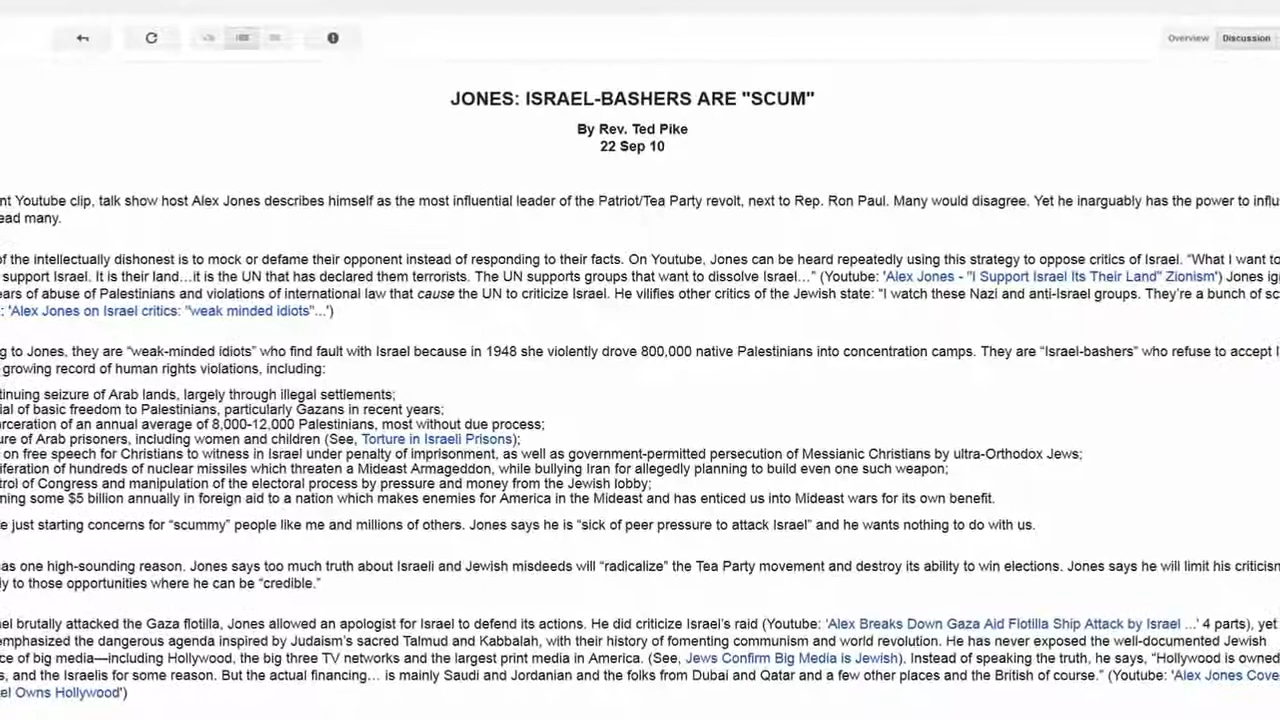 Overview Discussion
JONES: ISRAEL-BASHERS ARE "SCUM"
By Rev. Ted Pike
22 Sep 10
nt Youtube clip, talk show host Alex Jones describes himself as the most influential leader of the Patriot/Tea Party revolt, next to Rep. Ron Paul. Many would disagree. Yet he inarguably has the power to influ
ead many.
of the intellectually dishonest is to mock or defame their opponent instead of responding to their facts. On Youtube, Jones can be heard repeatedly using this strategy to oppose critics of Israel. “What I want to
support Israel. It is their land…it is the UN that has declared them terrorists. The UN supports groups that want to dissolve Israel…” (Youtube: 'Alex Jones - "I Support Israel Its Their Land" Zionism') Jones ig
ears of abuse of Palestinians and violations of international law that cause the UN to criticize Israel. He vilifies other critics of the Jewish state: “I watch these Nazi and anti-Israel groups. They’re a bunch of sc
: 'Alex Jones on Israel critics: "weak minded idiots"...')
g to Jones, they are “weak-minded idiots” who find fault with Israel because in 1948 she violently drove 800,000 native Palestinians into concentration camps. They are “Israel-bashers” who refuse to accept I
growing record of human rights violations, including:
tinuing seizure of Arab lands, largely through illegal settlements;
ial of basic freedom to Palestinians, particularly Gazans in recent years;
rceration of an annual average of 8,000-12,000 Palestinians, most without due process;
ure of Arab prisoners, including women and children (See, Torture in Israeli Prisons);
on free speech for Christians to witness in Israel under penalty of imprisonment, as well as government-permitted persecution of Messianic Christians by ultra-Orthodox Jews;
iferation of hundreds of nuclear missiles which threaten a Mideast Armageddon, while bullying Iran for allegedly planning to build even one such weapon;
trol of Congress and manipulation of the electoral process by pressure and money from the Jewish lobby;
ning some $5 billion annually in foreign aid to a nation which makes enemies for America in the Mideast and has enticed us into Mideast wars for its own benefit.
e just starting concerns for “scummy” people like me and millions of others. Jones says he is “sick of peer pressure to attack Israel” and he wants nothing to do with us.
as one high-sounding reason. Jones says too much truth about Israeli and Jewish misdeeds will “radicalize” the Tea Party movement and destroy its ability to win elections. Jones says he will limit his criticism
ly to those opportunities where he can be “credible.”
el brutally attacked the Gaza flotilla, Jones allowed an apologist for Israel to defend its actions. He did criticize Israel’s raid (Youtube: 'Alex Breaks Down Gaza Aid Flotilla Ship Attack by Israel ...' 4 parts), yet
emphasized the dangerous agenda inspired by Judaism’s sacred Talmud and Kabbalah, with their history of fomenting communism and world revolution. He has never exposed the well-documented Jewish
ce of big media—including Hollywood, the big three TV networks and the largest print media in America. (See, Jews Confirm Big Media is Jewish). Instead of speaking the truth, he says, “Hollywood is owned
s, and the Israelis for some reason. But the actual financing… is mainly Saudi and Jordanian and the folks from Dubai and Qatar and a few other places and the British of course.” (Youtube: 'Alex Jones Cove
el Owns Hollywood')